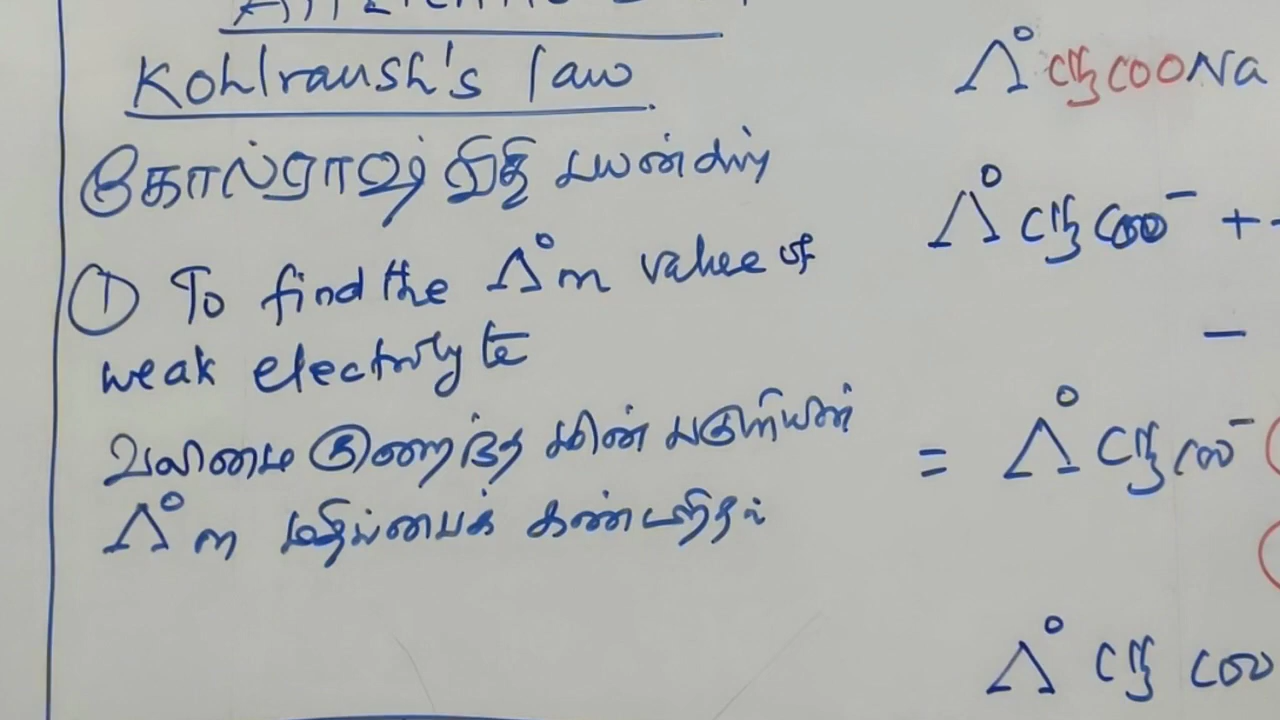 Kohlraush's law
கோல்ராஷ் விதி பயன்கள்
① To find the Λ°m value of
weak electrolyte
வலிமை குறைந்த மின் பகுளியின்
Λ°m மதிப்பைக் கண்டறிதல்
Λ° CH₃COONa
Λ° CH₃COO⁻ +
−
= Λ° CH₃COO⁻
Λ° CH₃COO